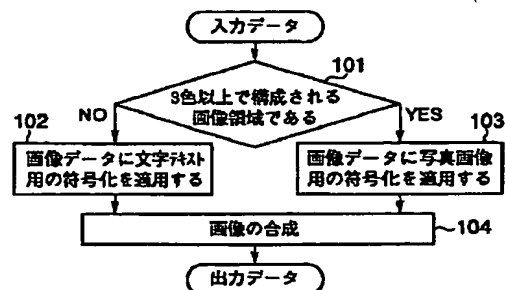 入力データ
101
3色以上で構成される
画像領域である
NO
YES
102
103
画像データに文字テキスト
用の符号化を適用する
画像データに写真画像
用の符号化を適用する
画像の合成
104
出力データ